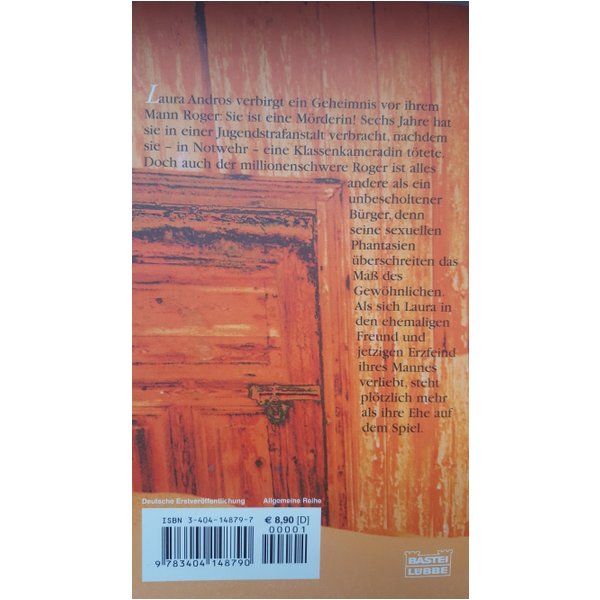 Laura Andros verbirgt ein Geheimnis vor ihrem
Mann Roger: Sie ist eine Mörderin! Sechs Jahre hat
sie in einer Jugendstrafanstalt verbracht, nachdem
sie – in Notwehr – eine Klassenkameradin tötete.
Doch auch der millionenschwere Roger ist alles
andere als ein
unbescholtener
Bürger, denn
seine sexuellen
Phantasien
überschreiten das
Maß des
Gewöhnlichen.
Als sich Laura in
den ehemaligen
Freund und
jetzigen Erzfeind
ihres Mannes
verliebt, steht
plötzlich mehr
als ihre Ehe auf
dem Spiel.
Deutsche Erstveröffentlichung Allgemeine Reihe
ISBN 3-404-14879-7 € 8,90 [D]
00001
9 783404 148790
BASTEI
LÜBBE